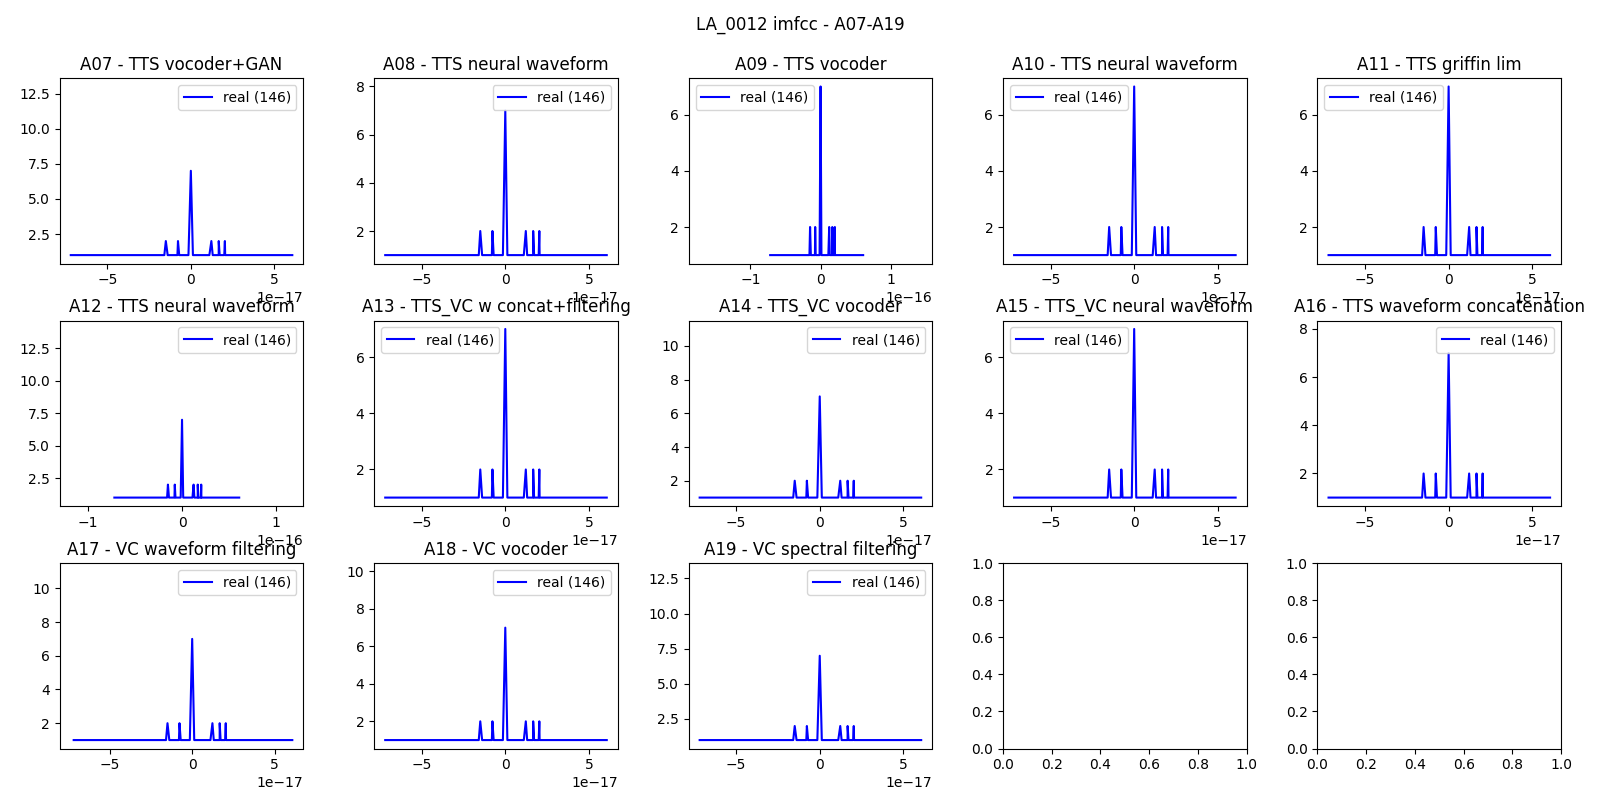 LA_0012 imfcc - A07-A19
A07 - TTS vocoder+GAN
A08 - TTS neural waveform
A09 - TTS vocoder
A10 - TTS neural waveform
A11 - TTS griffin lim
real (146)
real (146)
real (146)
real (146)
real (146)
12.5
10.0
7.5
5.0
2.5
8
6
4
2
6
4
2
6
4
2
6
4
2
−5 0 5
1e−17
−5 0 5
1e−17
−1 0 1
1e−16
−5 0 5
1e−17
−5 0 5
1e−17
A12 - TTS neural waveform
A13 - TTS_VC w concat+filtering
A14 - TTS_VC vocoder
A15 - TTS_VC neural waveform
A16 - TTS waveform concatenation
real (146)
real (146)
real (146)
real (146)
real (146)
12.5
10.0
7.5
5.0
2.5
6
4
2
10
8
6
4
2
6
4
2
8
6
4
2
−1 0 1
1e−16
−5 0 5
1e−17
−5 0 5
1e−17
−5 0 5
1e−17
−5 0 5
1e−17
A17 - VC waveform filtering
A18 - VC vocoder
A19 - VC spectral filtering
real (146)
real (146)
real (146)
10
8
6
4
2
10
8
6
4
2
12.5
10.0
7.5
5.0
2.5
1.0
0.8
0.6
0.4
0.2
0.0
1.0
0.8
0.6
0.4
0.2
0.0
−5 0 5
1e−17
−5 0 5
1e−17
−5 0 5
1e−17
0.0 0.2 0.4 0.6 0.8 1.0
0.0 0.2 0.4 0.6 0.8 1.0